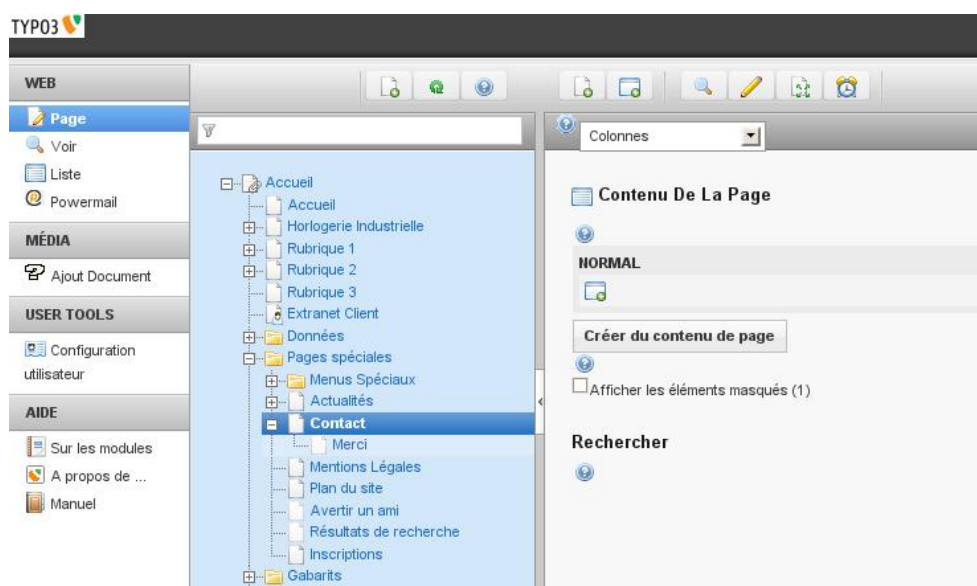 TYPO3
WEB
Page
Voir
Liste
Powermail
MÉDIA
Ajout Document
USER TOOLS
Configuration
utilisateur
AIDE
Sur les modules
A propos de ...
Manuel
Accueil
Accueil
Horlogerie Industrielle
Rubrique 1
Rubrique 2
Rubrique 3
Extranet Client
Données
Pages spéciales
Menus Spéciaux
Actualités
Contact
Merci
Mentions Légales
Plan du site
Avertir un ami
Résultats de recherche
Inscriptions
Gabarits
Colonnes
Contenu De La Page
NORMAL
Créer du contenu de page
Afficher les éléments masqués (1)
Rechercher